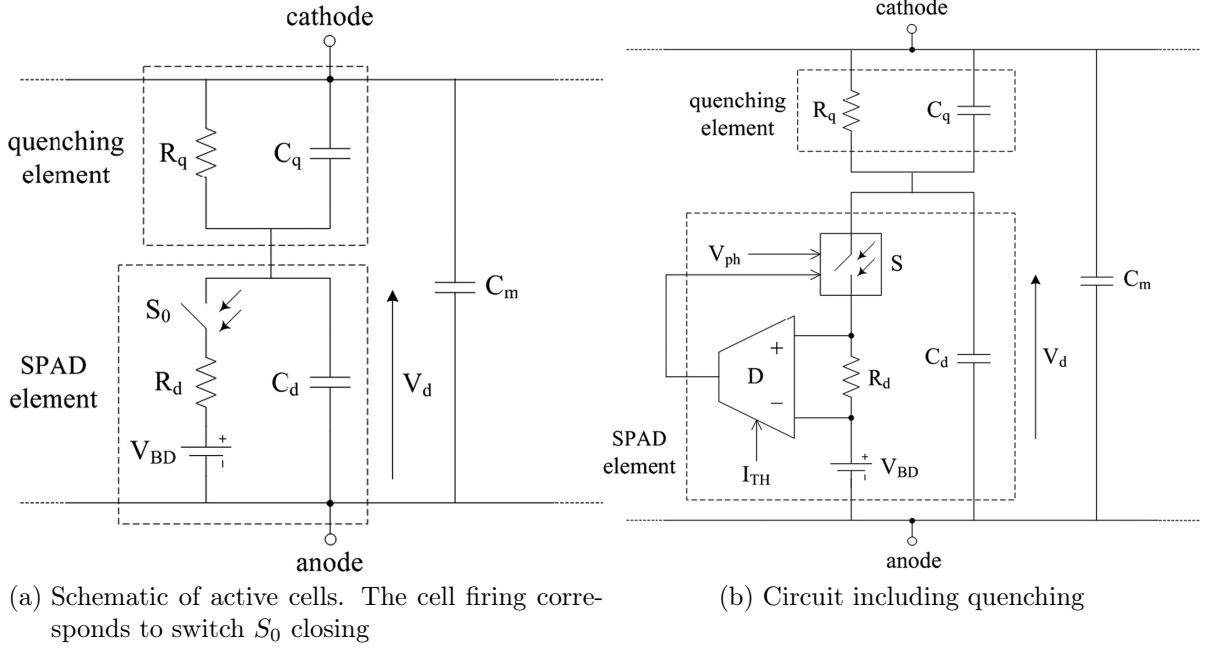 cathode
quenching
element
R_q
C_q
S_0
SPAD
element
R_d
C_d
V_BD
+
-
V_d
C_m
anode
(a) Schematic of active cells. The cell firing corre-
sponds to switch S_0 closing
cathode
quenching
element
R_q
C_q
V_ph
S
D
+
−
R_d
C_d
V_d
C_m
SPAD
element
I_TH
V_BD
+
-
anode
(b) Circuit including quenching